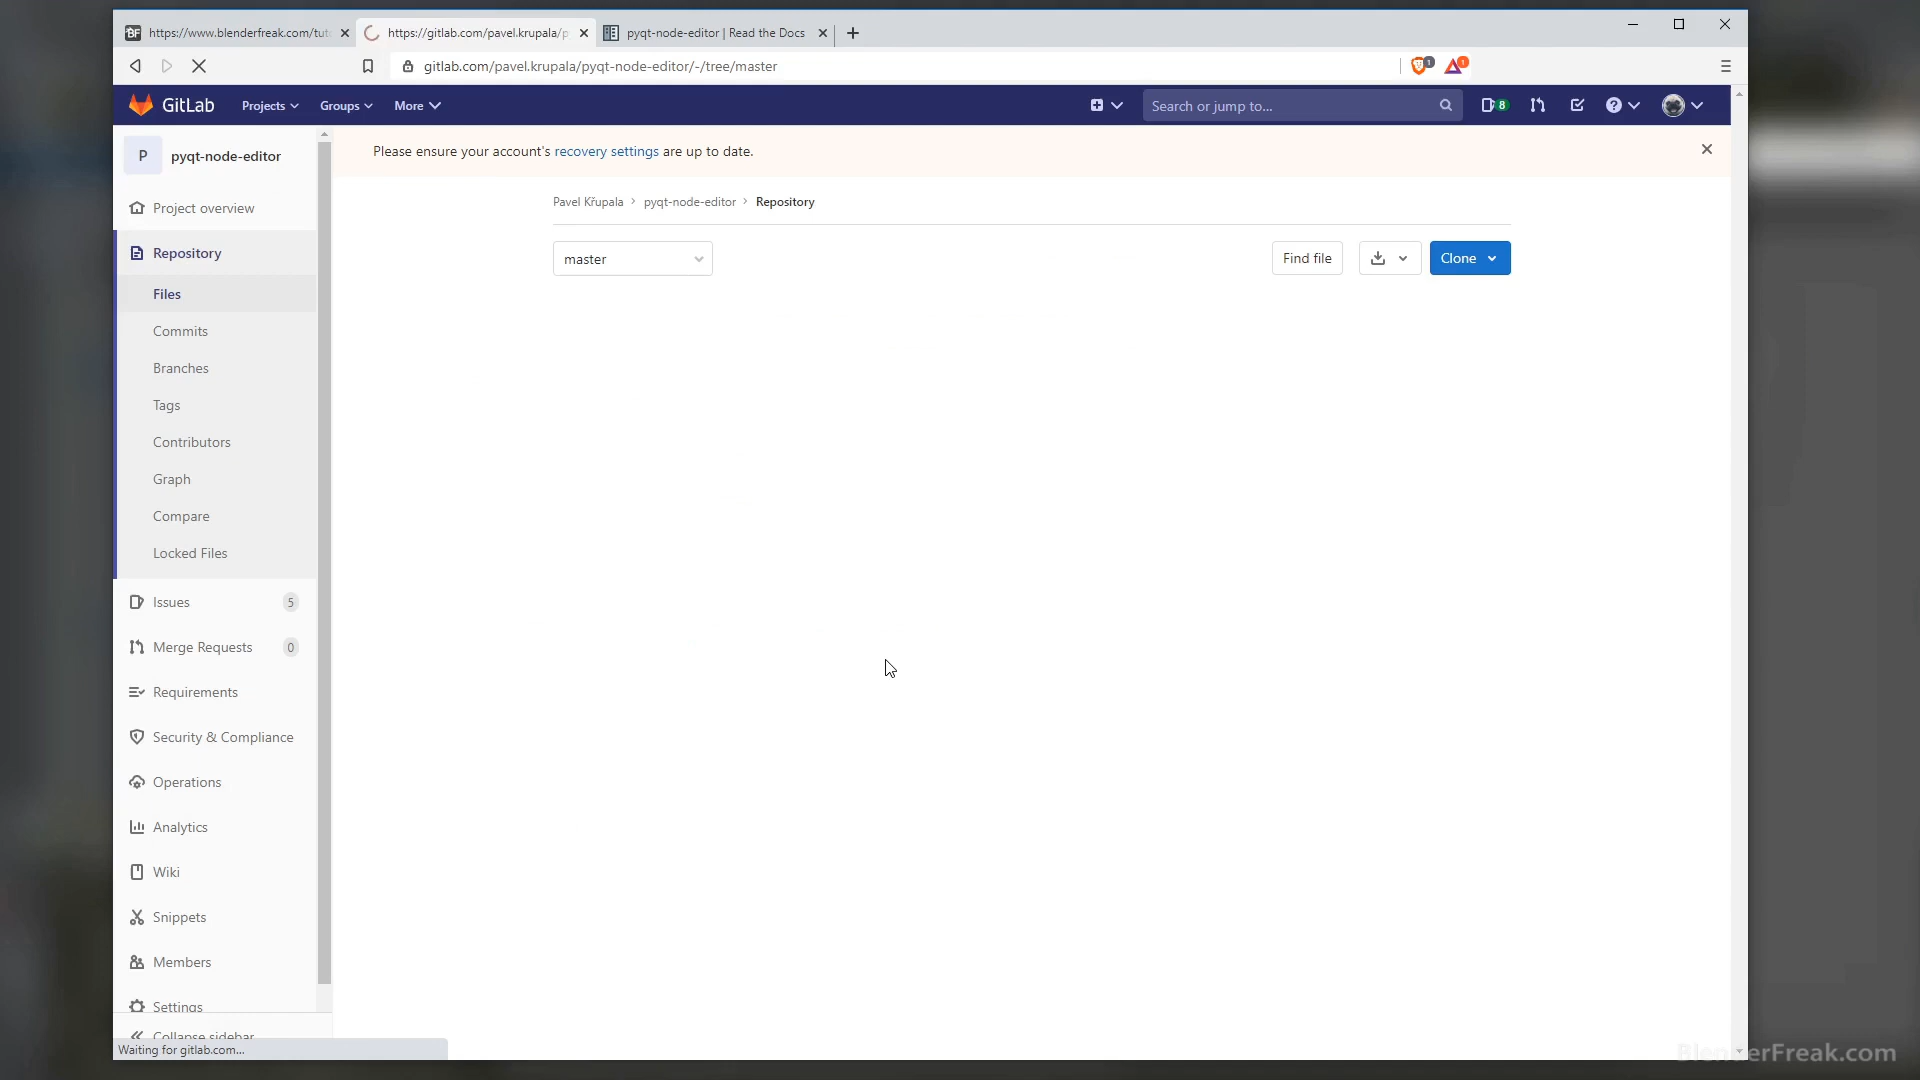 https://www.blenderfreak.com/tut
https://gitlab.com/pavel.krupala/p
pyqt-node-editor | Read the Docs
gitlab.com/pavel.krupala/pyqt-node-editor/-/tree/master
1
1
GitLab
Projects
Groups
More
Search or jump to...
8
P
pyqt-node-editor
Please ensure your account's recovery settings are up to date.
Project overview
Pavel Křupala > pyqt-node-editor > Repository
Repository
master
Find file
Clone
Files
Commits
Branches
Tags
Contributors
Graph
Compare
Locked Files
Issues 5
Merge Requests 0
Requirements
Security & Compliance
Operations
Analytics
Wiki
Snippets
Members
Settings
Collapse sidebar
Waiting for gitlab.com...
BlenderFreak.com